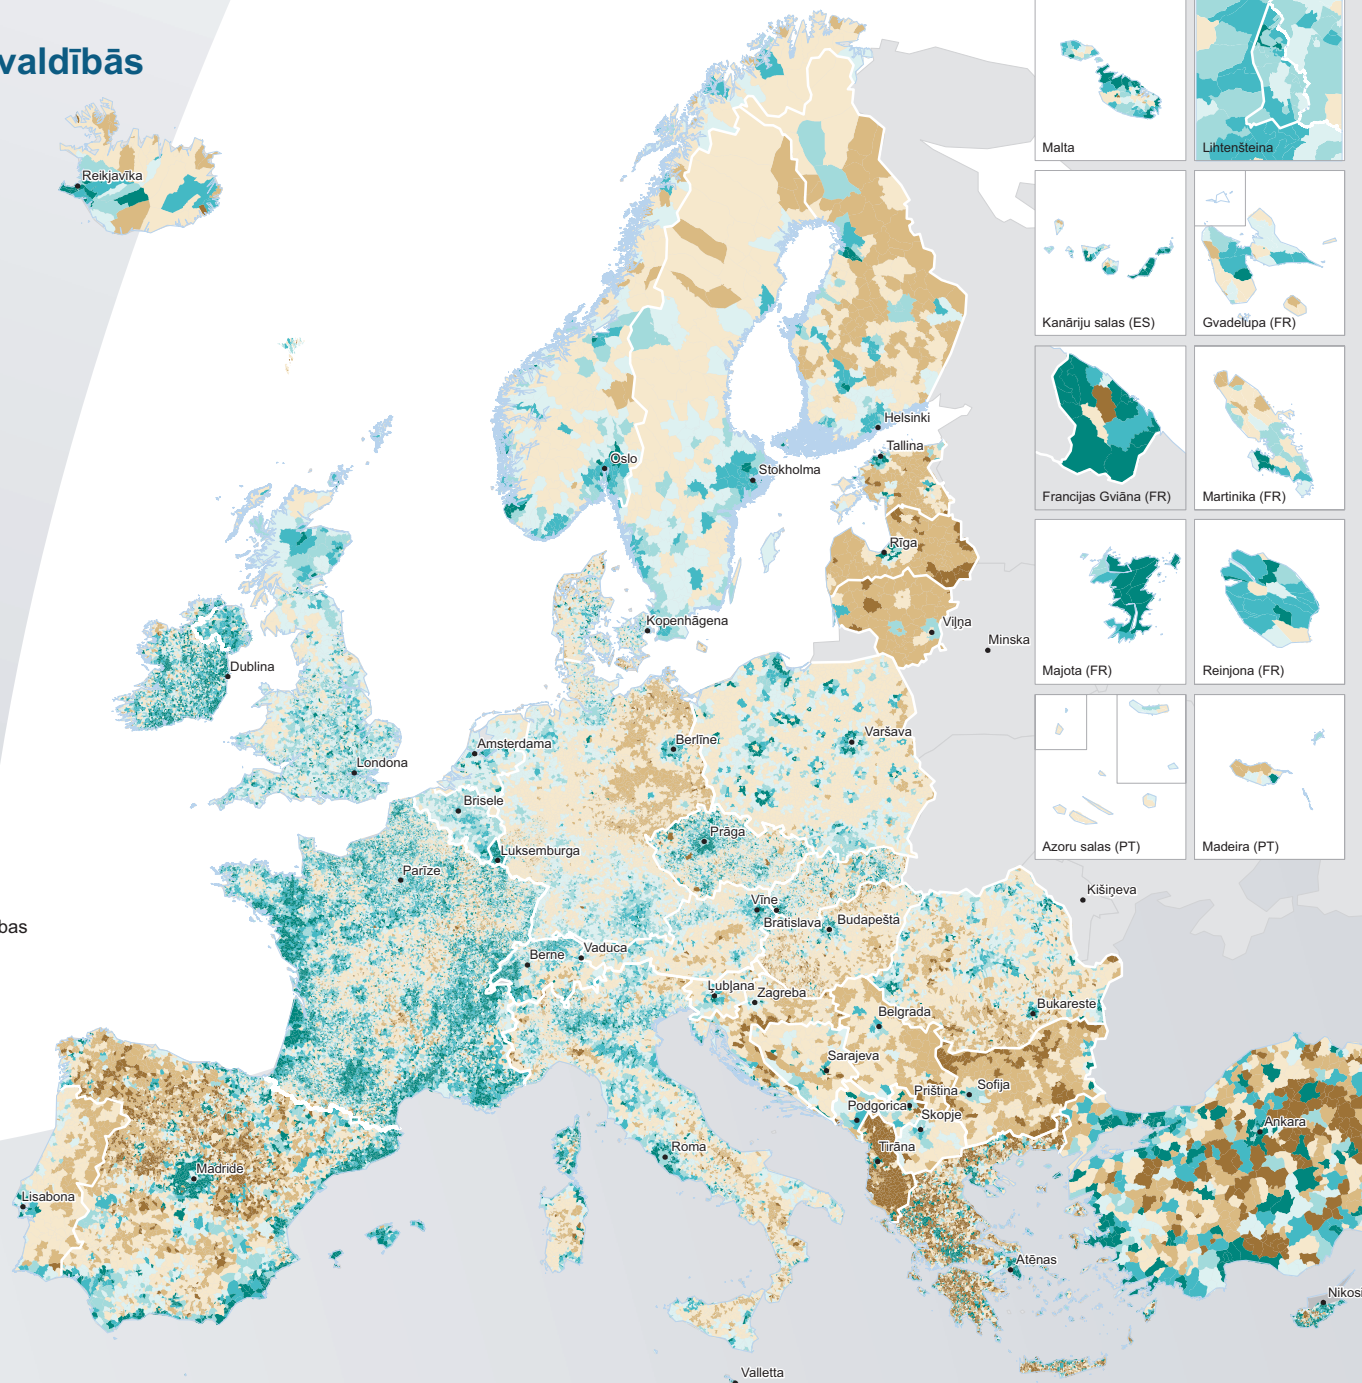 valdībās
Reikjavīka
Malta
Lihtenšteina
Kanāriju salas (ES)
Gvadelupa (FR)
Francijas Gviāna (FR)
Martinika (FR)
Majota (FR)
Reinjona (FR)
Azoru salas (PT)
Madeira (PT)
Helsinki
Tallina
Oslo
Stokholma
Rīga
Kopenhāgena
Viļņa
Minska
Dublina
Amsterdama
Berlīne
Varšava
Londona
Brisele
Prāga
Luksemburga
Parīze
Kišiņeva
bas
Vīne
Bratislava
Budapešta
Berne
Vaduca
Ļubļana
Zagreba
Belgrada
Bukareste
Sarajeva
Priština
Sofija
Podgorica
Skopje
Ankara
Roma
Tirāna
Madride
Lisabona
Atēnas
Nikos
Valletta